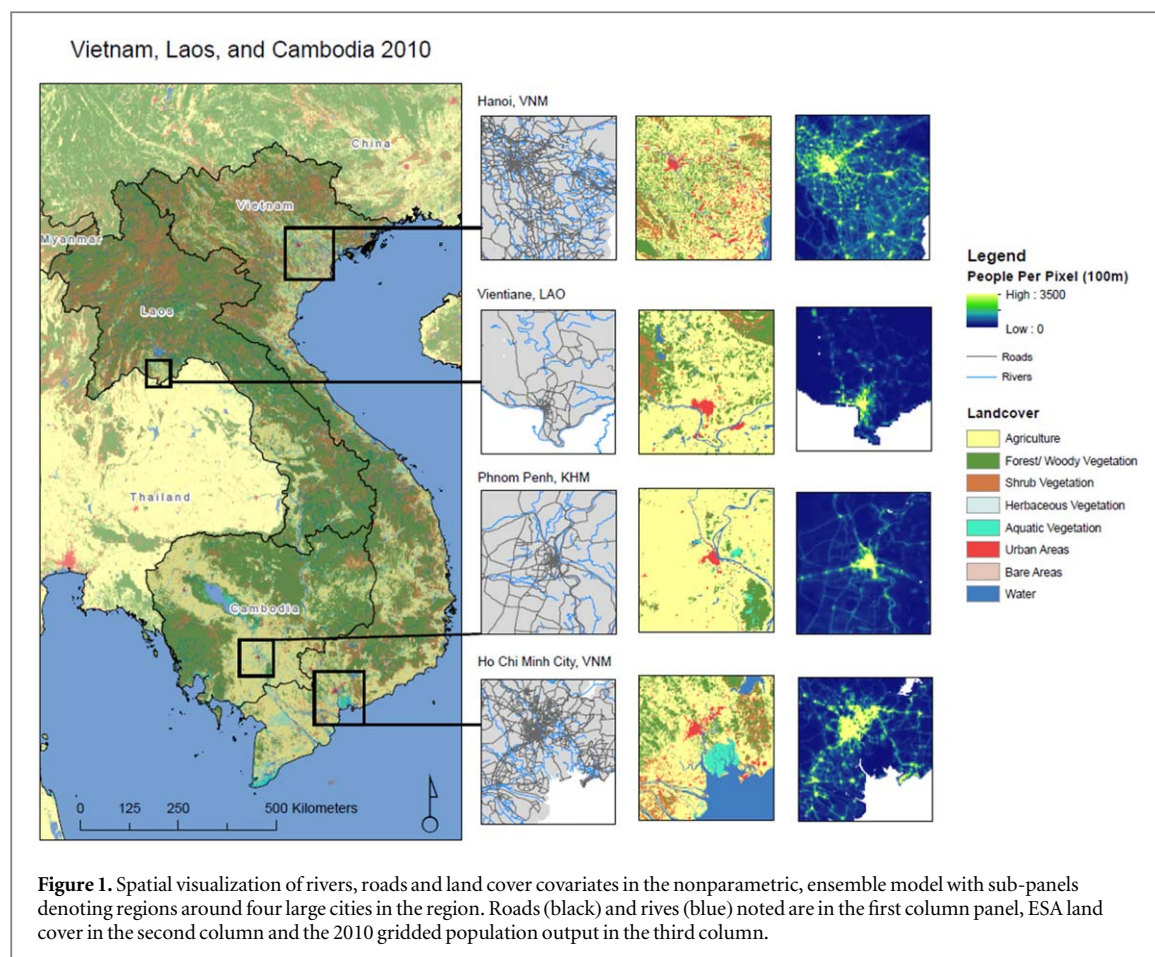 Vietnam, Laos, and Cambodia 2010
China
Vietnam
Myanmar
Laos
Thailand
Cambodia
0 125 250 500 Kilometers
Hanoi, VNM
Vientiane, LAO
Phnom Penh, KHM
Ho Chi Minh City, VNM
Legend
People Per Pixel (100m)
High : 3500
Low : 0
Roads
Rivers
Landcover
Agriculture
Forest/ Woody Vegetation
Shrub Vegetation
Herbaceous Vegetation
Aquatic Vegetation
Urban Areas
Bare Areas
Water
Figure 1. Spatial visualization of rivers, roads and land cover covariates in the nonparametric, ensemble model with sub-panels
denoting regions around four large cities in the region. Roads (black) and rives (blue) noted are in the first column panel, ESA land
cover in the second column and the 2010 gridded population output in the third column.